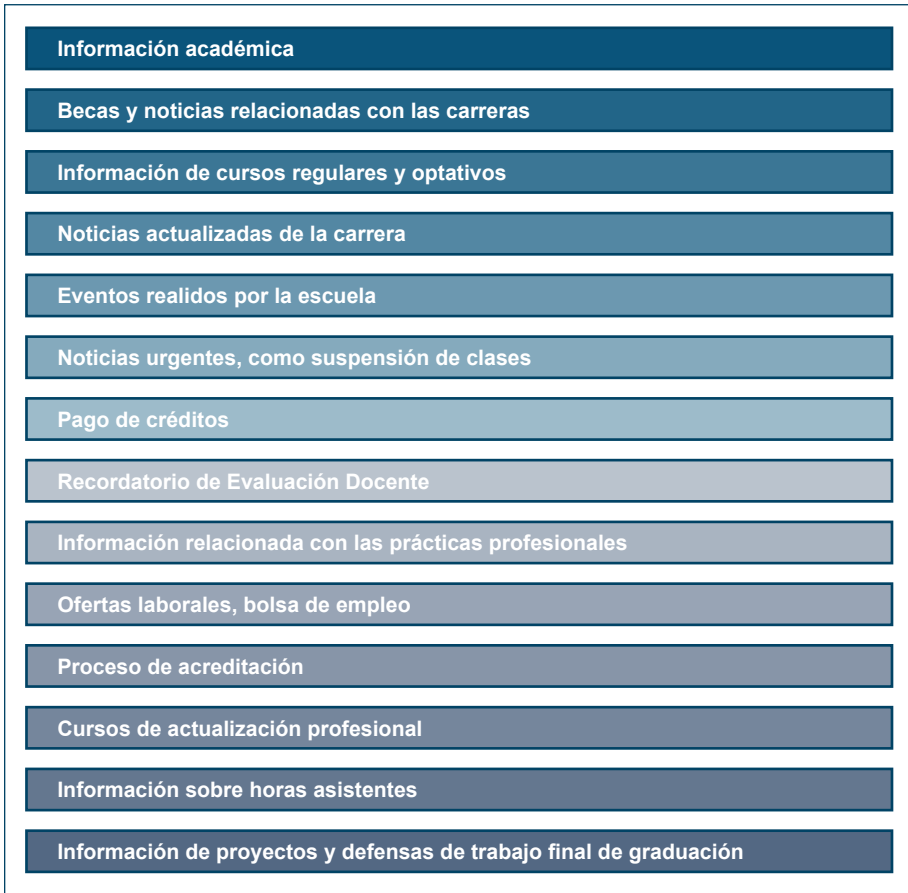 Información académica
Becas y noticias relacionadas con las carreras
Información de cursos regulares y optativos
Noticias actualizadas de la carrera
Eventos realidos por la escuela
Noticias urgentes, como suspensión de clases
Pago de créditos
Recordatorio de Evaluación Docente
Información relacionada con las prácticas profesionales
Ofertas laborales, bolsa de empleo
Proceso de acreditación
Cursos de actualización profesional
Información sobre horas asistentes
Información de proyectos y defensas de trabajo final de graduación